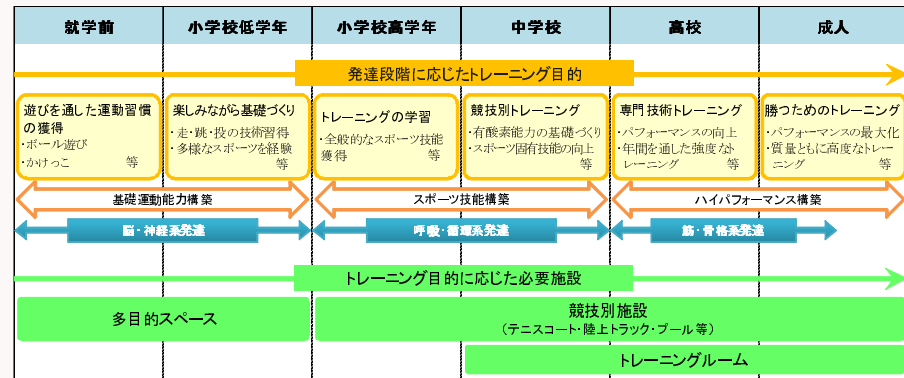 就学前
小学校低学年
小学校高学年
中学校
高校
成人
発達段階に応じたトレーニング目的
遊びを通した運動習慣
の獲得
・ボール遊び
・かけっこ 等
楽しみながら基礎づくり
・走・跳・投の技術習得
・多様なスポーツを経験
等
トレーニングの学習
・全般的なスポーツ技能
獲得 等
競技別トレーニング
・有酸素能力の基礎づくり
・スポーツ固有技能の向上
等
専門技術トレーニング
・パフォーマンスの向上
・年間を通した強度なト
レーニング 等
勝つためのトレーニング
・パフォーマンスの最大化
・質量ともに高度なトレー
ニング 等
基礎運動能力構築
スポーツ技能構築
ハイパフォーマンス構築
脳・神経系発達
呼吸・循環系発達
筋・骨格系発達
トレーニング目的に応じた必要施設
多目的スペース
競技別施設
（テニスコート・陸上トラック・プール等）
トレーニングルーム